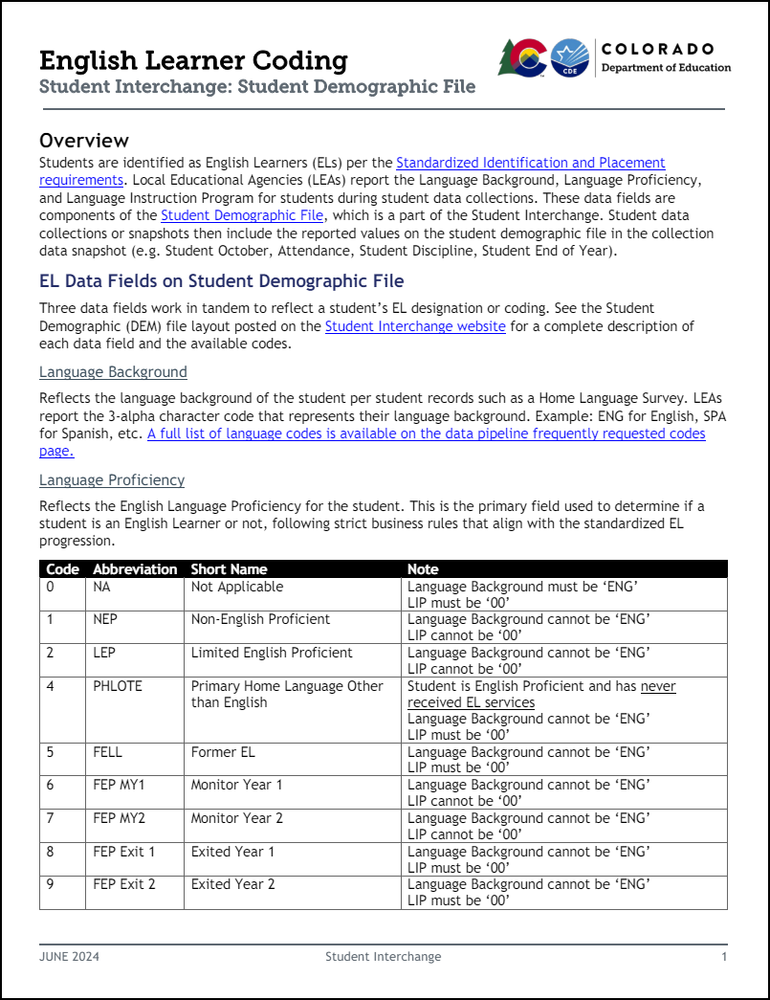 English Learner Coding
Student Interchange: Student Demographic File
CDE
COLORADO
Department of Education
Overview
Students are identified as English Learners (ELs) per the Standardized Identification and Placement
requirements. Local Educational Agencies (LEAs) report the Language Background, Language Proficiency,
and Language Instruction Program for students during student data collections. These data fields are
components of the Student Demographic File, which is a part of the Student Interchange. Student data
collections or snapshots then include the reported values on the student demographic file in the collection
data snapshot (e.g. Student October, Attendance, Student Discipline, Student End of Year).
EL Data Fields on Student Demographic File
Three data fields work in tandem to reflect a student’s EL designation or coding. See the Student
Demographic (DEM) file layout posted on the Student Interchange website for a complete description of
each data field and the available codes.
Language Background
Reflects the language background of the student per student records such as a Home Language Survey. LEAs
report the 3-alpha character code that represents their language background. Example: ENG for English, SPA
for Spanish, etc. A full list of language codes is available on the data pipeline frequently requested codes
page.
Language Proficiency
Reflects the English Language Proficiency for the student. This is the primary field used to determine if a
student is an English Learner or not, following strict business rules that align with the standardized EL
progression.
Code Abbreviation Short Name Note
0 NA Not Applicable Language Background must be ‘ENG’
LIP must be ‘00’
1 NEP Non-English Proficient Language Background cannot be ‘ENG’
LIP cannot be ‘00’
2 LEP Limited English Proficient Language Background cannot be ‘ENG’
LIP cannot be ‘00’
4 PHLOTE Primary Home Language Other Student is English Proficient and has never
than English received EL services
Language Background cannot be ‘ENG’
LIP must be ‘00’
5 FELL Former EL Language Background cannot be ‘ENG’
LIP must be ‘00’
6 FEP MY1 Monitor Year 1 Language Background cannot be ‘ENG’
LIP cannot be ‘00’
7 FEP MY2 Monitor Year 2 Language Background cannot be ‘ENG’
LIP cannot be ‘00’
8 FEP Exit 1 Exited Year 1 Language Background cannot be ‘ENG’
LIP must be ‘00’
9 FEP Exit 2 Exited Year 2 Language Background cannot be ‘ENG’
LIP must be ‘00’
JUNE 2024 Student Interchange 1